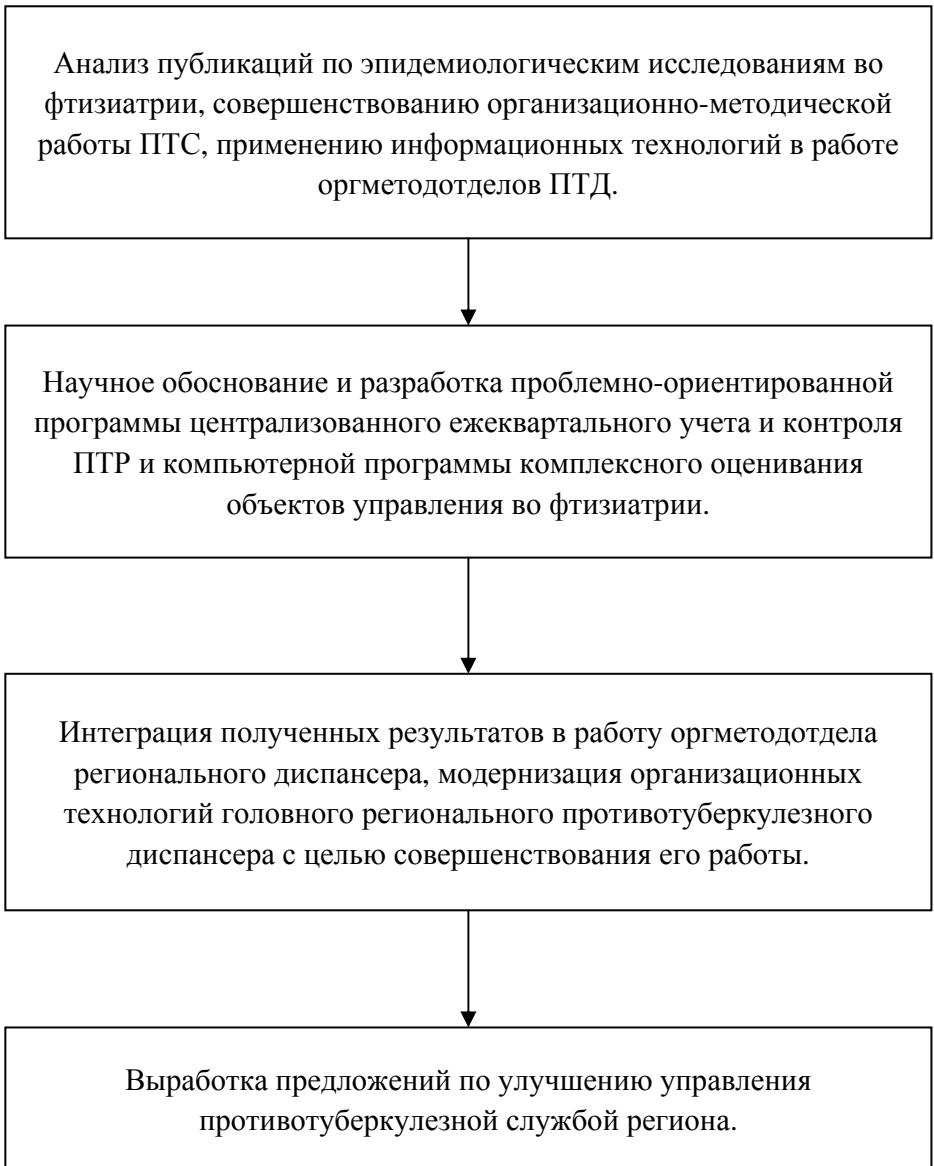 Анализ публикаций по эпидемиологическим исследованиям во
фтизиатрии, совершенствованию организационно-методической
работы ПТС, применению информационных технологий в работе
оргметодотделов ПТД.
Научное обоснование и разработка проблемно-ориентированной
программы централизованного ежеквартального учета и контроля
ПТР и компьютерной программы комплексного оценивания
объектов управления во фтизиатрии.
Интеграция полученных результатов в работу оргметодотдела
регионального диспансера, модернизация организационных
технологий головного регионального противотуберкулезного
диспансера с целью совершенствования его работы.
Выработка предложений по улучшению управления
противотуберкулезной службой региона.